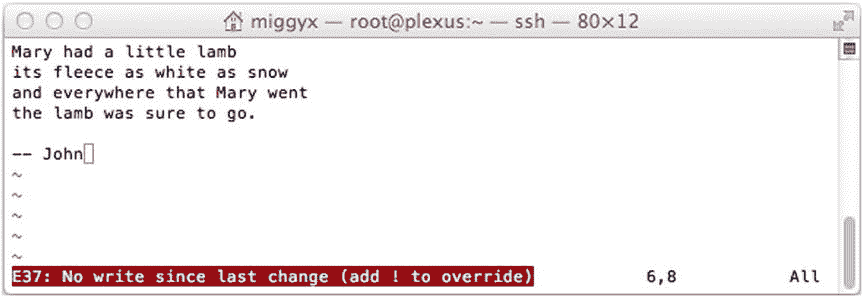 miggyx — root@plexus:~ — ssh — 80×12
Mary had a little lamb
its fleece as white as snow
and everywhere that Mary went
the lamb was sure to go.
-- John
~
~
~
~
~
E37: No write since last change (add ! to override) 6,8 All